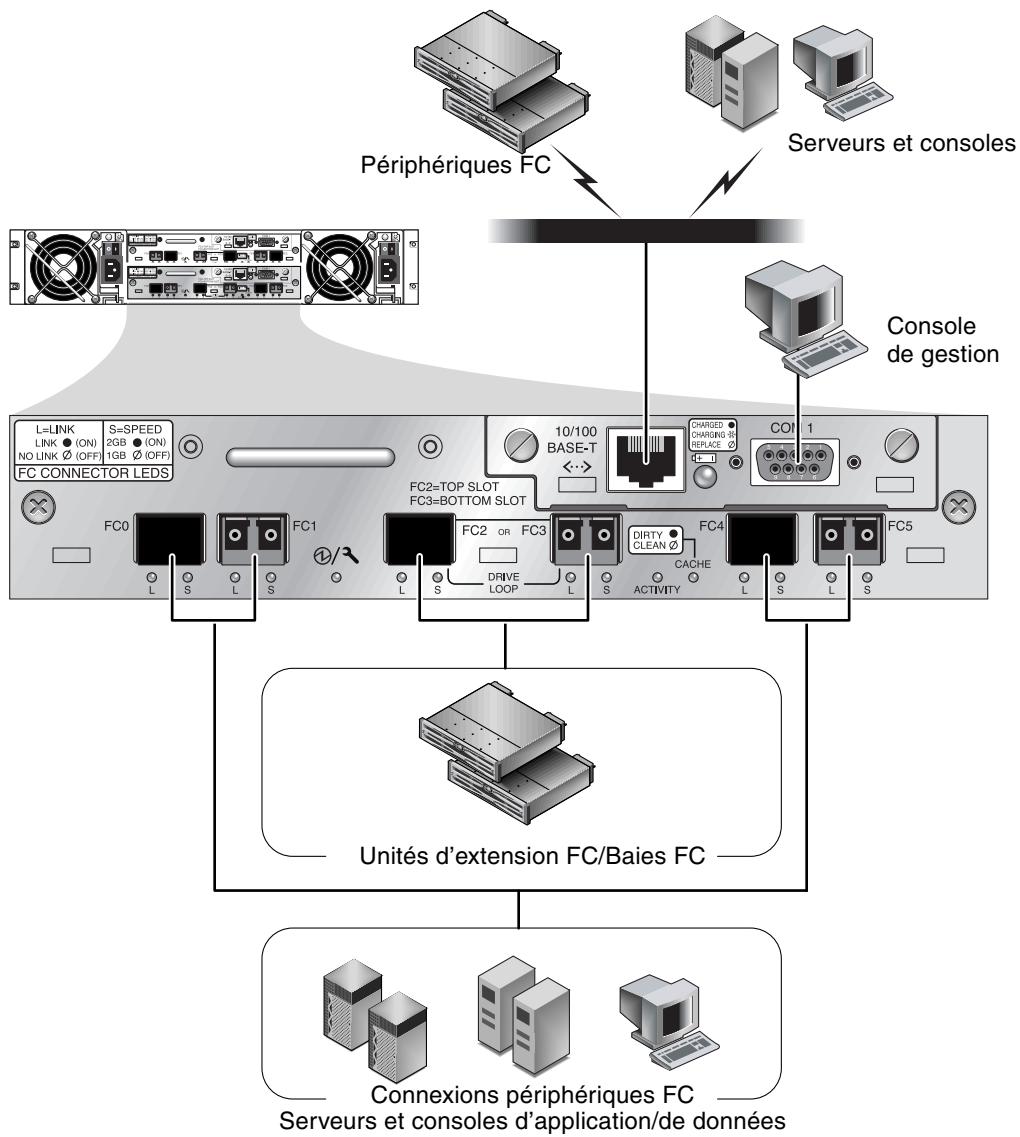 Périphériques FC
Serveurs et consoles
Console
de gestion
L=LINK
LINK ● (ON)
NO LINK Ø (OFF)
S=SPEED
2GB ● (ON)
1GB Ø (OFF)
FC CONNECTOR LEDS
10/100
BASE-T
<···>
CHARGED ●
CHARGING
REPLACE Ø
COM 1
FC2=TOP SLOT
FC3=BOTTOM SLOT
FC0
FC1
FC2 OR FC3
DIRTY ●
CLEAN Ø
CACHE
FC4
FC5
L S L S L S
DRIVE
LOOP
L S
ACTIVITY
L S L S
Unités d'extension FC/Baies FC
Connexions périphériques FC
Serveurs et consoles d'application/de données